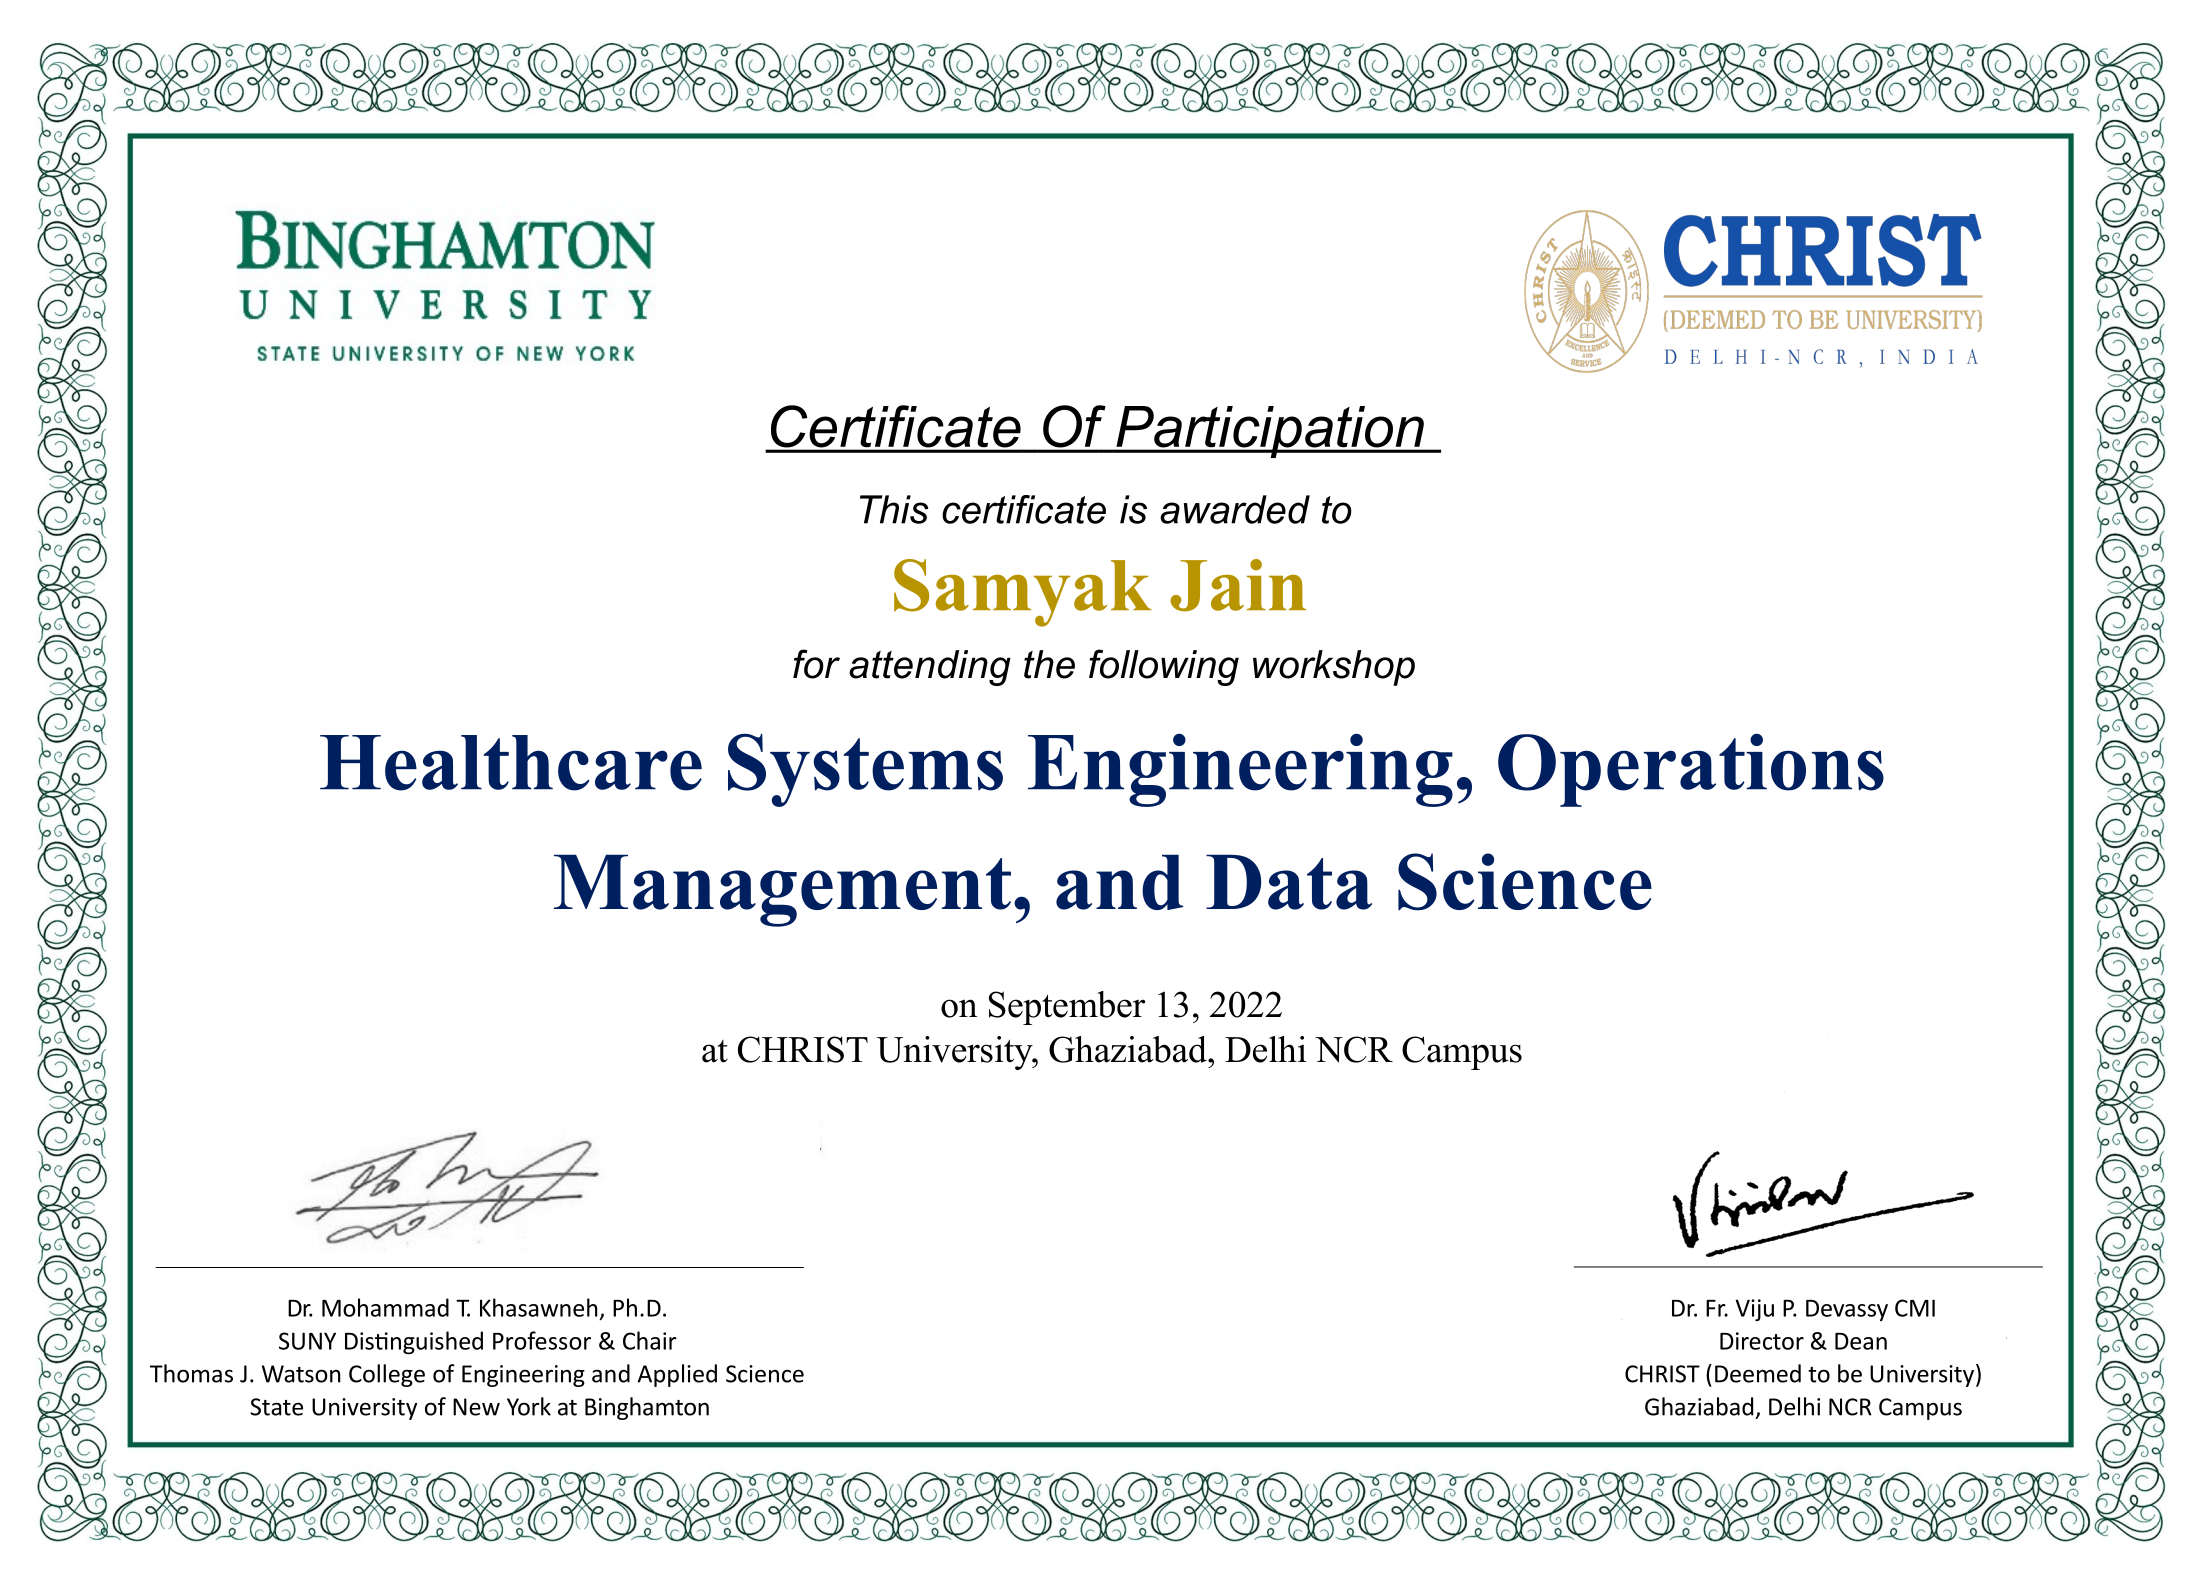 BINGHAMTON
UNIVERSITY
STATE UNIVERSITY OF NEW YORK
CHRIST
क्राइस्ट
EXCELLENCE
AND
SERVICE
CHRIST
(DEEMED TO BE UNIVERSITY)
DELHI-NCR, INDIA
Certificate Of Participation
This certificate is awarded to
Samyak Jain
for attending the following workshop
Healthcare Systems Engineering, Operations
Management, and Data Science
on September 13, 2022
at CHRIST University, Ghaziabad, Delhi NCR Campus
Dr. Mohammad T. Khasawneh, Ph.D.
SUNY Distinguished Professor & Chair
Thomas J. Watson College of Engineering and Applied Science
State University of New York at Binghamton
Dr. Fr. Viju P. Devassy CMI
Director & Dean
CHRIST (Deemed to be University)
Ghaziabad, Delhi NCR Campus